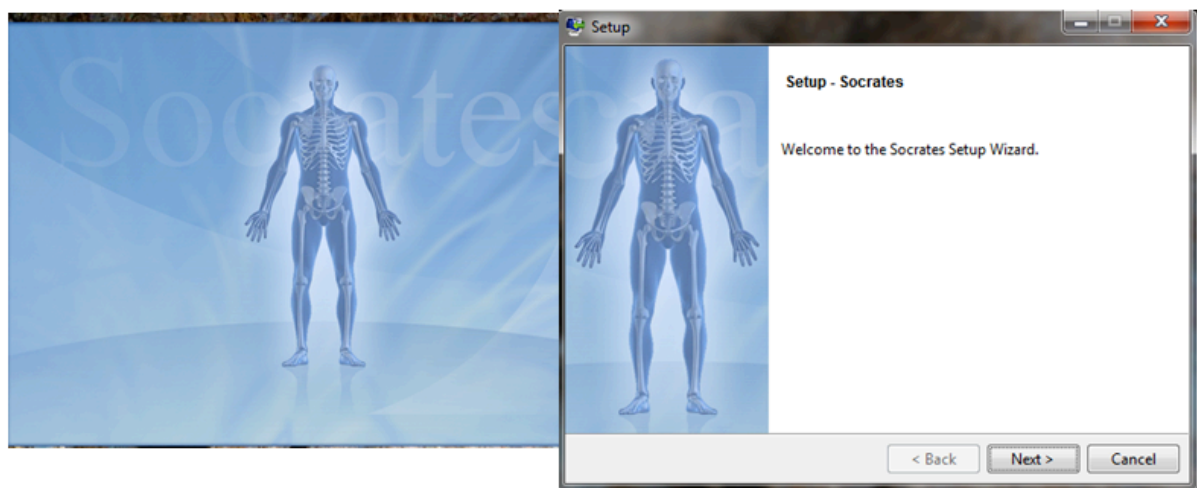 Socrates
Setup
Setup - Socrates
Welcome to the Socrates Setup Wizard.
< Back
Next >
Cancel